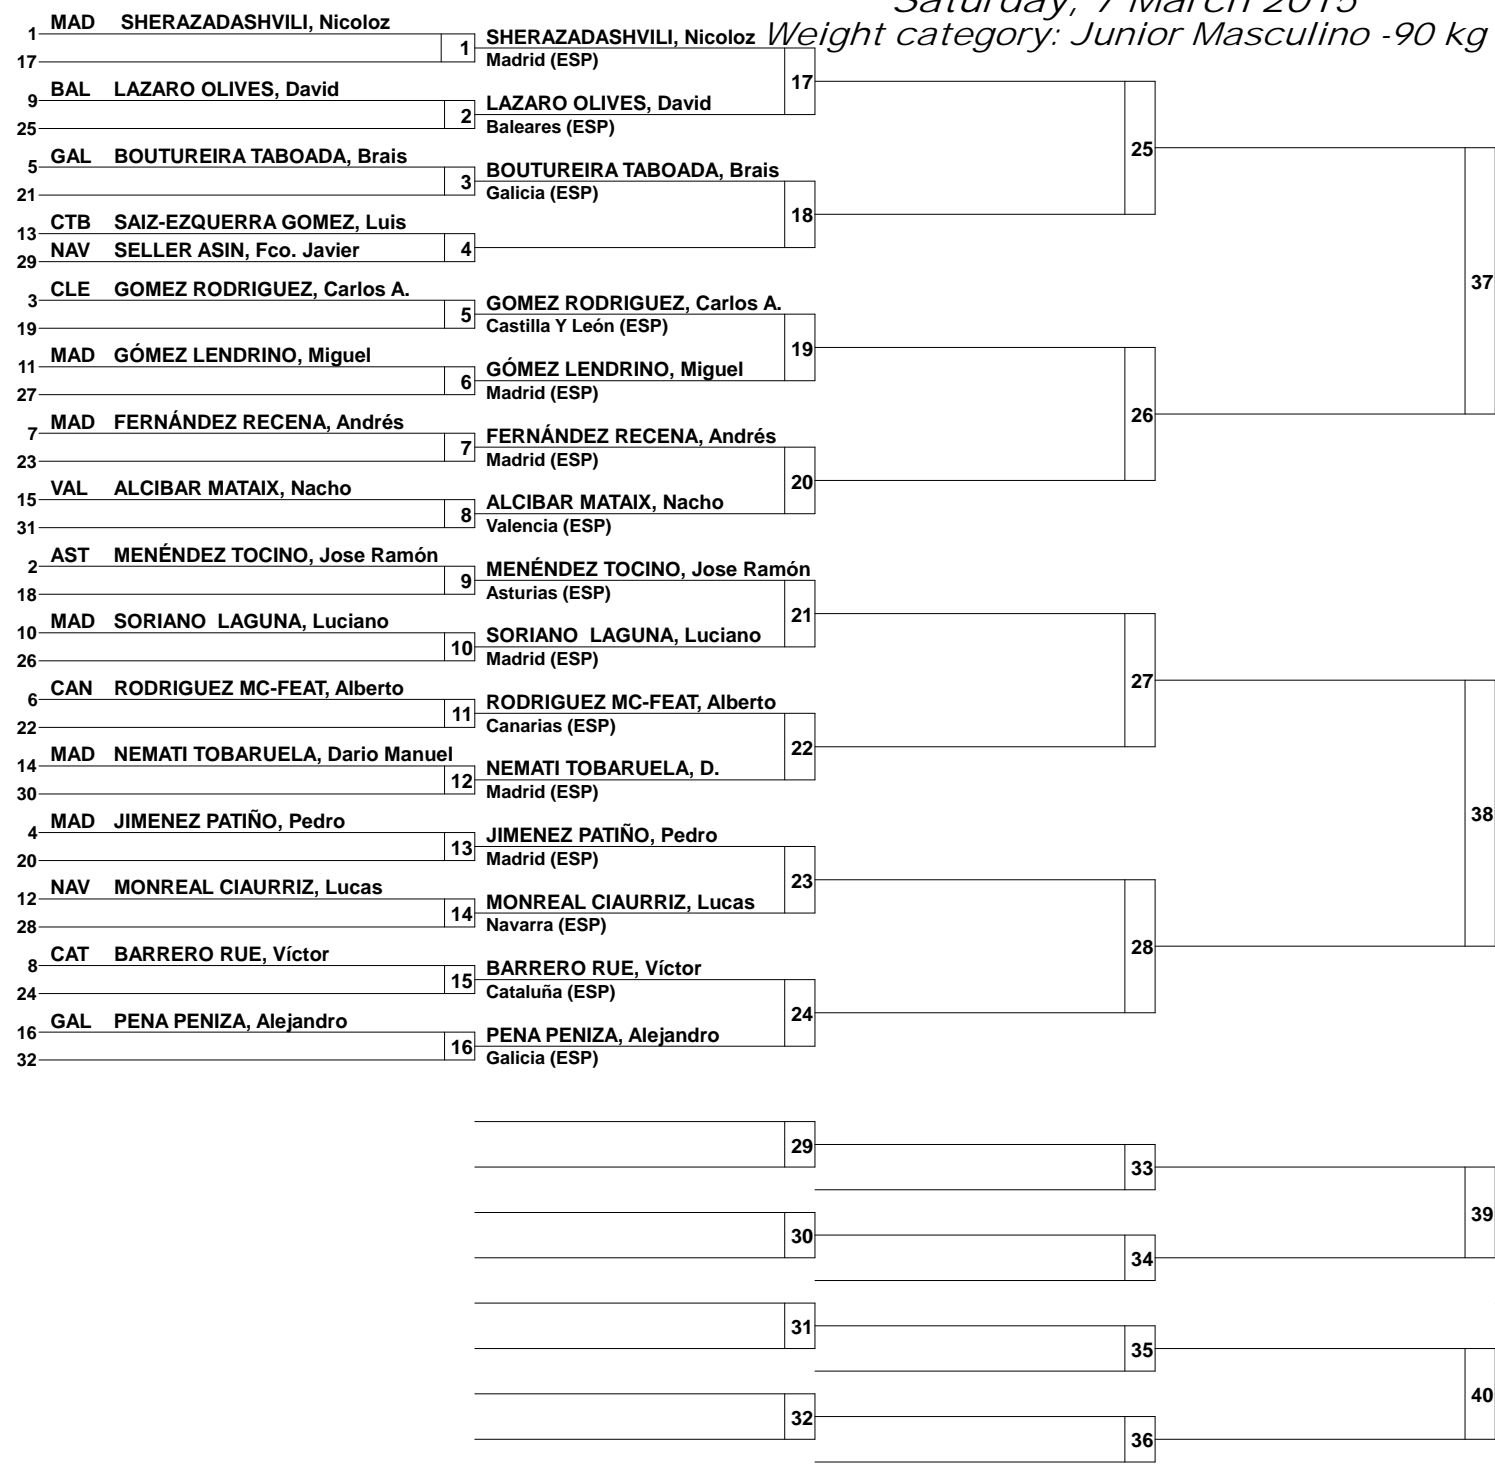 Saturday, 7 March 2015
Weight category: Junior Masculino -90 kg
1 MAD SHERAZADASHVILI, Nicoloz
17
1 SHERAZADASHVILI, Nicoloz
Madrid (ESP)
17
9 BAL LAZARO OLIVES, David
25
2 LAZARO OLIVES, David
Baleares (ESP)
25
5 GAL BOUTUREIRA TABOADA, Brais
21
3 BOUTUREIRA TABOADA, Brais
Galicia (ESP)
18
13 CTB SAIZ-EZQUERRA GOMEZ, Luis
29 NAV SELLER ASIN, Fco. Javier
4
37
3 CLE GOMEZ RODRIGUEZ, Carlos A.
19
5 GOMEZ RODRIGUEZ, Carlos A.
Castilla Y León (ESP)
19
11 MAD GÓMEZ LENDRINO, Miguel
27
6 GÓMEZ LENDRINO, Miguel
Madrid (ESP)
26
7 MAD FERNÁNDEZ RECENA, Andrés
23
7 FERNÁNDEZ RECENA, Andrés
Madrid (ESP)
20
15 VAL ALCIBAR MATAIX, Nacho
31
8 ALCIBAR MATAIX, Nacho
Valencia (ESP)
2 AST MENÉNDEZ TOCINO, Jose Ramón
18
9 MENÉNDEZ TOCINO, Jose Ramón
Asturias (ESP)
21
10 MAD SORIANO LAGUNA, Luciano
26
10 SORIANO LAGUNA, Luciano
Madrid (ESP)
27
6 CAN RODRIGUEZ MC-FEAT, Alberto
22
11 RODRIGUEZ MC-FEAT, Alberto
Canarias (ESP)
22
14 MAD NEMATI TOBARUELA, Dario Manuel
30
12 NEMATI TOBARUELA, D.
Madrid (ESP)
38
4 MAD JIMENEZ PATIÑO, Pedro
20
13 JIMENEZ PATIÑO, Pedro
Madrid (ESP)
23
12 NAV MONREAL CIAURRIZ, Lucas
28
14 MONREAL CIAURRIZ, Lucas
Navarra (ESP)
28
8 CAT BARRERO RUE, Víctor
24
15 BARRERO RUE, Víctor
Cataluña (ESP)
24
16 GAL PENA PENIZA, Alejandro
32
16 PENA PENIZA, Alejandro
Galicia (ESP)
29
33
39
30
34
31
35
40
32
36